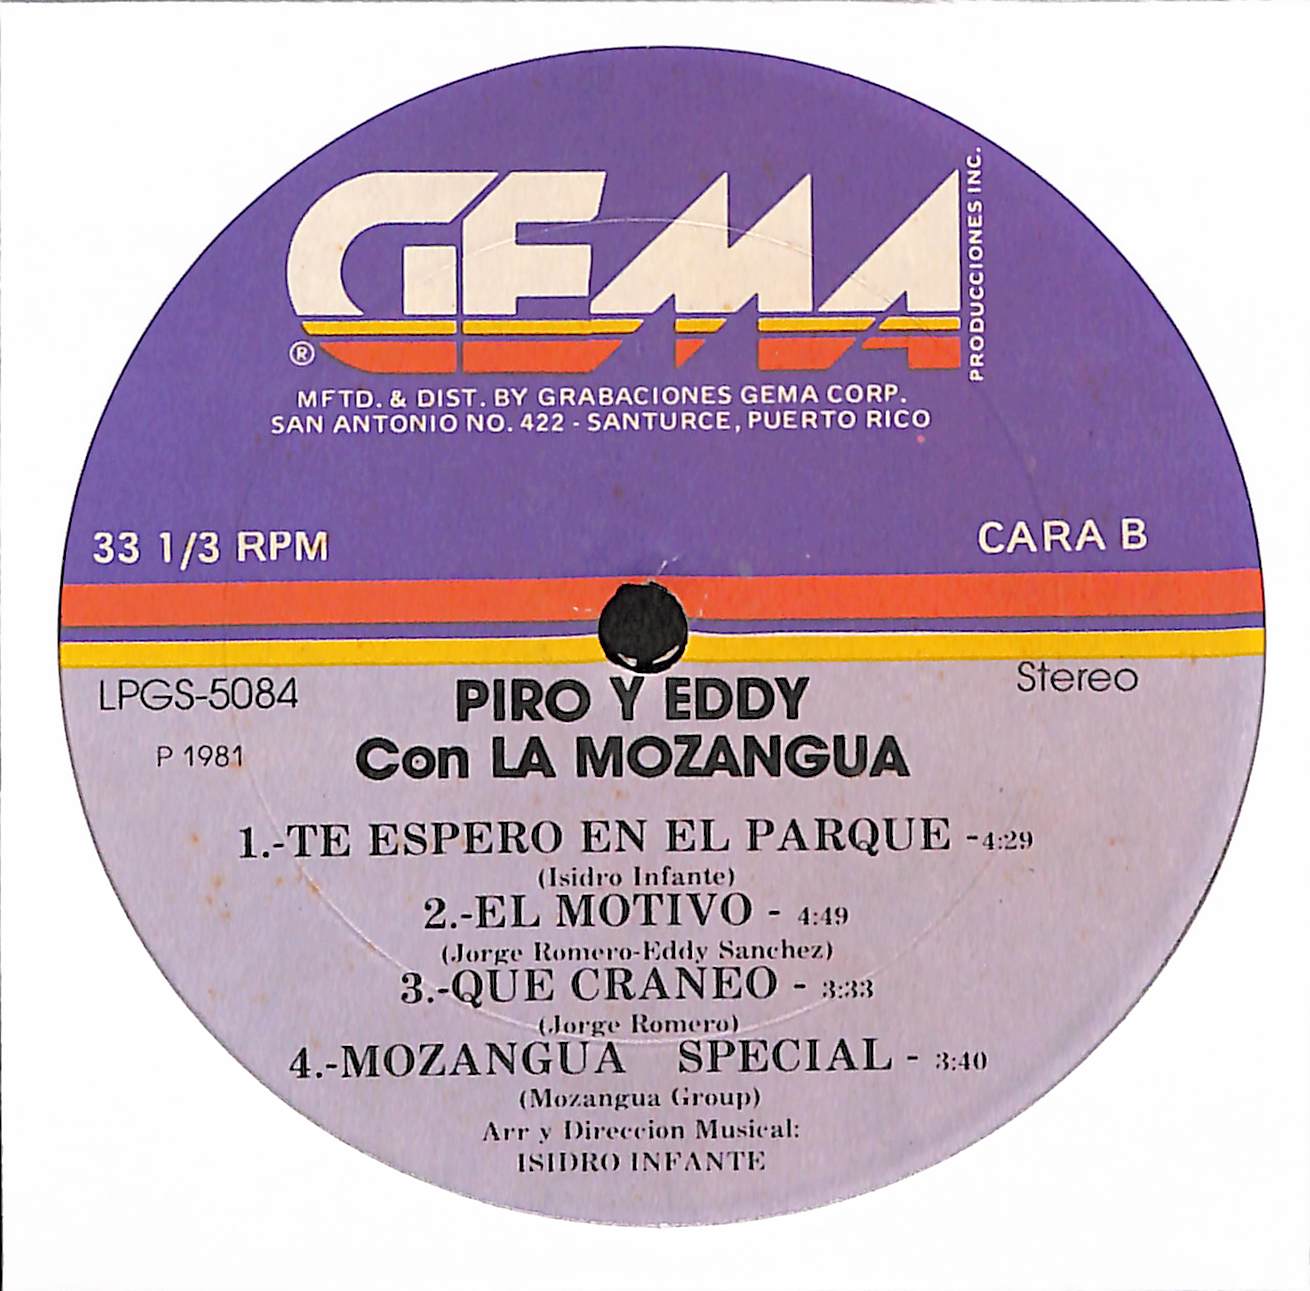 GEMA
PRODUCCIONES INC.
®
MFTD. & DIST. BY GRABACIONES GEMA CORP.
SAN ANTONIO NO. 422 - SANTURCE, PUERTO RICO
33 1/3 RPM
CARA B
LPGS-5084
Stereo
P 1981
PIRO Y EDDY
Con LA MOZANGUA
1.-TE ESPERO EN EL PARQUE -4:29
(Isidro Infante)
2.-EL MOTIVO - 4:49
(Jorge Romero-Eddy Sanchez)
3.-QUE CRANEO - 3:33
(Jorge Romero)
4.-MOZANGUA SPECIAL - 3:40
(Mozangua Group)
Arr y Direccion Musical:
ISIDRO INFANTE